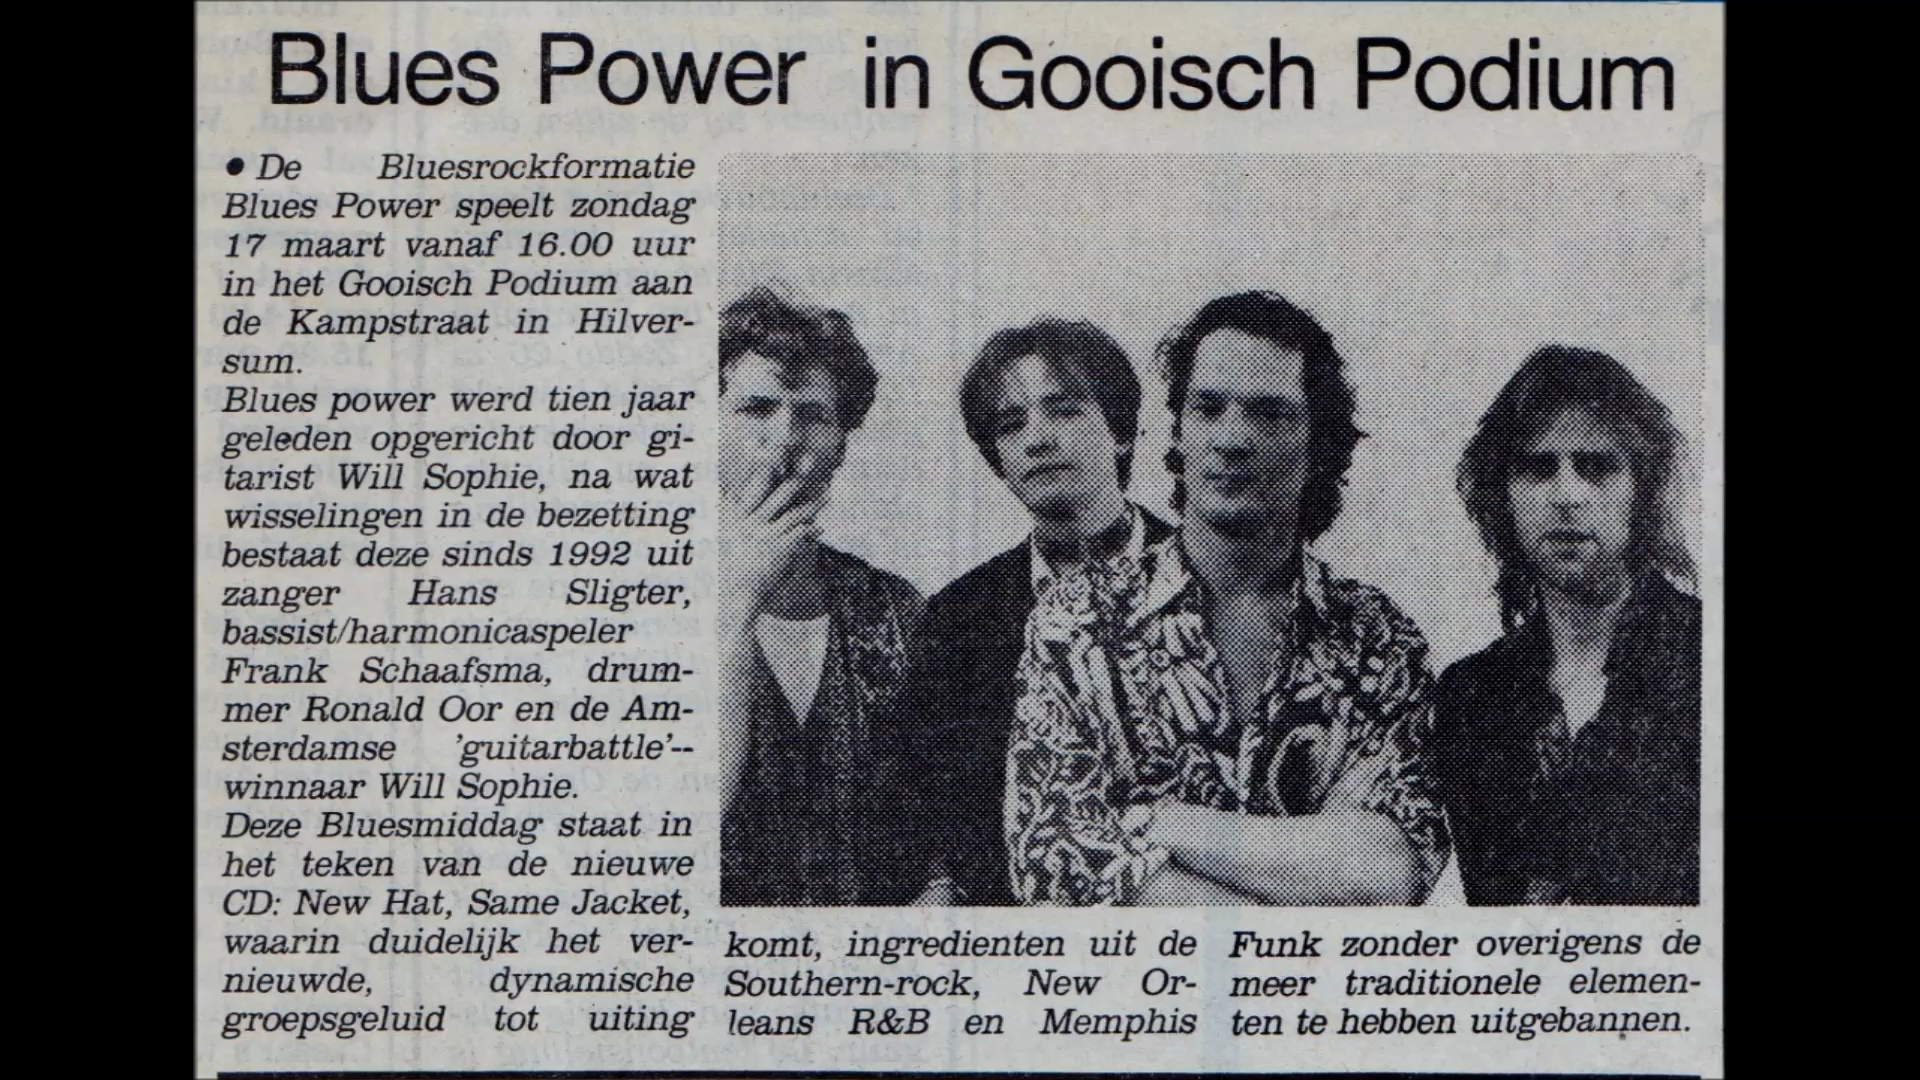 Blues Power in Gooisch Podium
• De Bluesrockformatie
Blues Power speelt zondag
17 maart vanaf 16.00 uur
in het Gooisch Podium aan
de Kampstraat in Hilver-
sum.
Blues power werd tien jaar
geleden opgericht door gi-
tarist Will Sophie, na wat
wisselingen in de bezetting
bestaat deze sinds 1992 uit
zanger Hans Sligter,
bassist/harmonicaspeler
Frank Schaafsma, drum-
mer Ronald Oor en de Am-
sterdamse 'guitarbattle'--
winnaar Will Sophie.
Deze Bluesmiddag staat in
het teken van de nieuwe
CD: New Hat, Same Jacket,
waarin duidelijk het ver-
nieuwde, dynamische
groepsgeluid tot uiting
komt, ingredienten uit de
Southern-rock, New Or-
leans R&B en Memphis
Funk zonder overigens de
meer traditionele elemen-
ten te hebben uitgebannen.